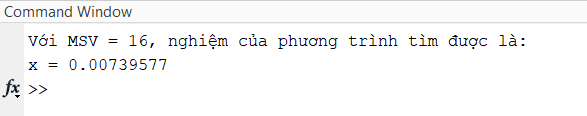 Command Window
Với MSV = 16, nghiệm của phương trình tìm được là:
x = 0.00739577
fx >>